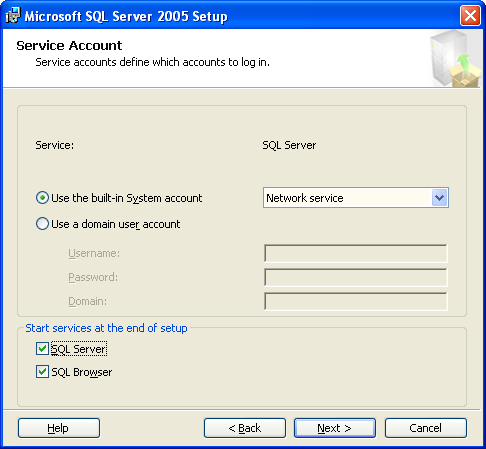 Microsoft SQL Server 2005 Setup
Service Account
Service accounts define which accounts to log in.
Service: SQL Server
Use the built-in System account Network service
Use a domain user account
Username:
Password:
Domain:
Start services at the end of setup
SQL Server
SQL Browser
Help < Back Next > Cancel